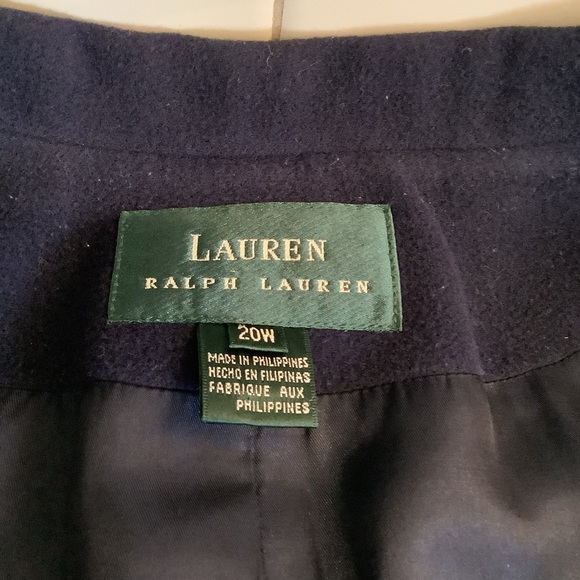 LAUREN
RALPH LAUREN
20W
MADE IN PHILIPPINES
HECHO EN FILIPINAS
FABRIQUE AUX
PHILIPPINES